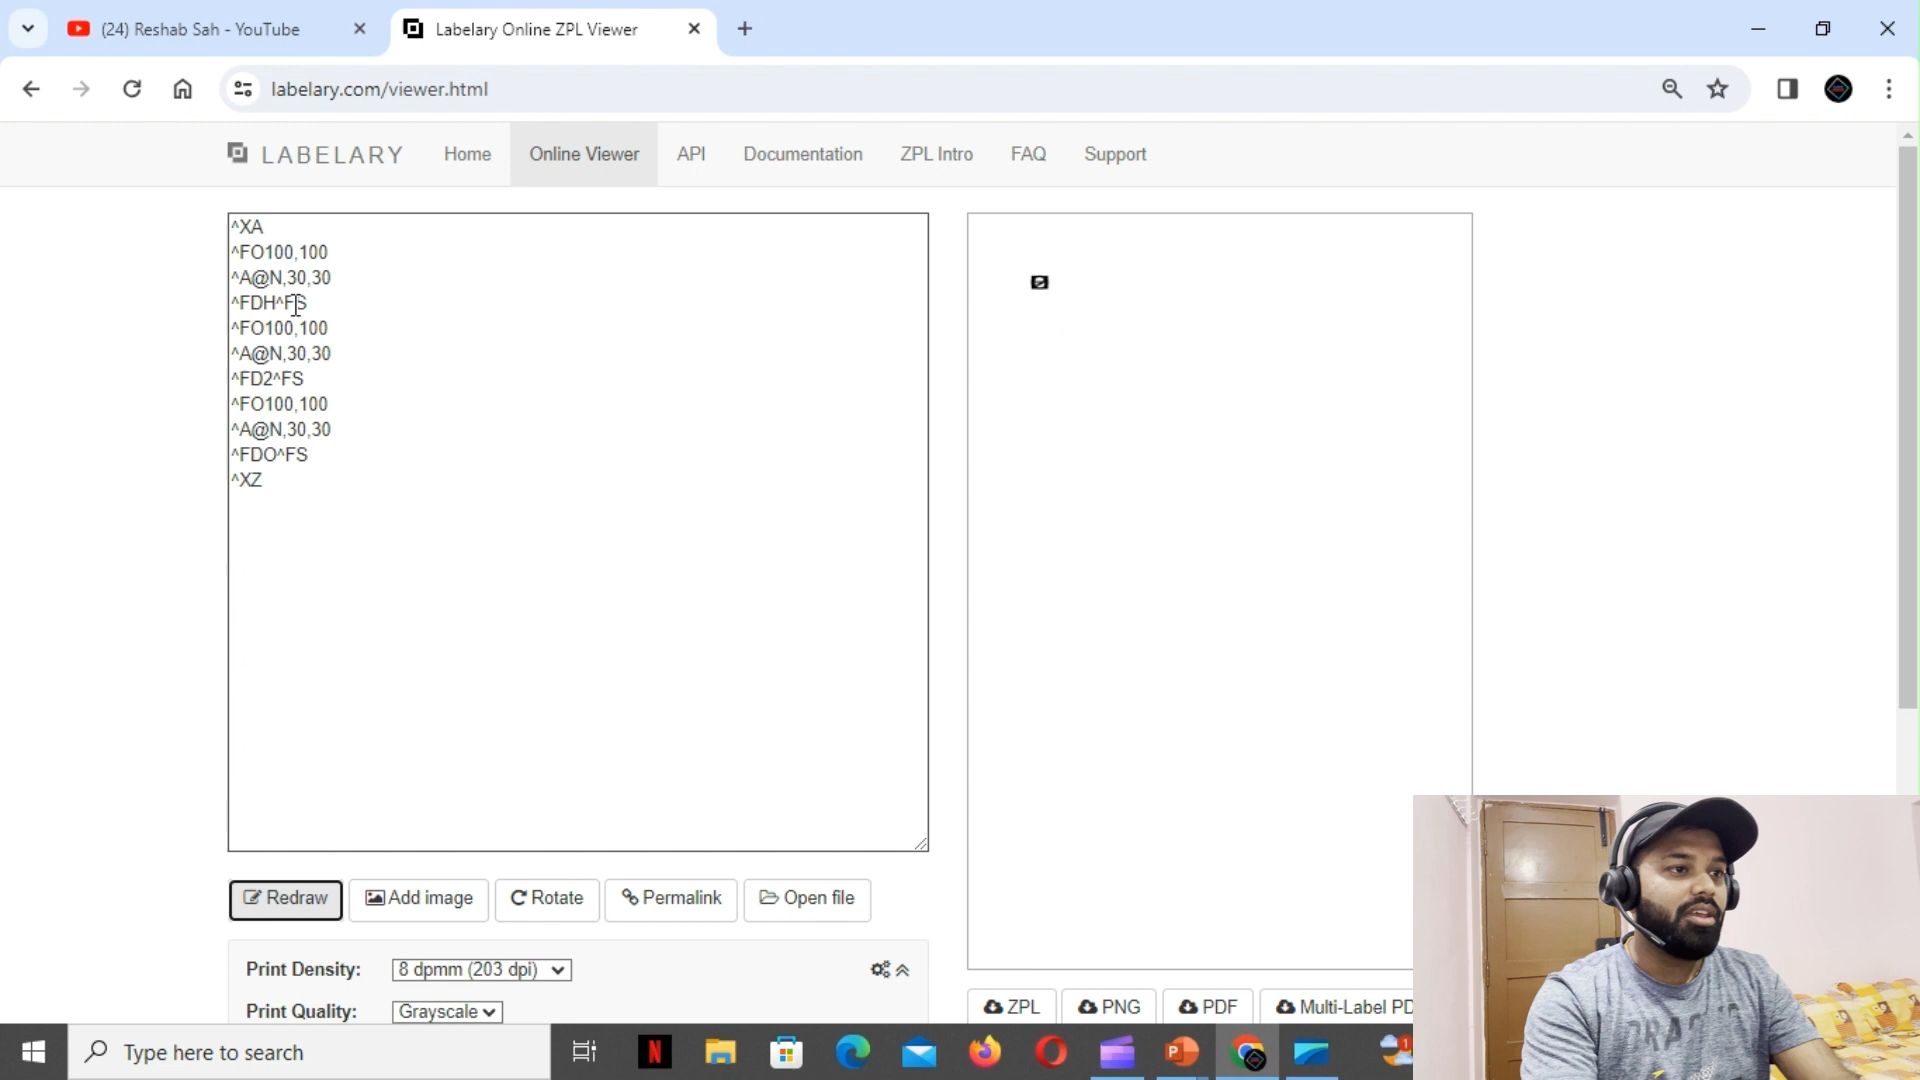 (24) Reshab Sah - YouTube
Labelary Online ZPL Viewer
labelary.com/viewer.html
LABELARY
Home
Online Viewer
API
Documentation
ZPL Intro
FAQ
Support
^XA
^FO100,100
^A@N,30,30
^FDH^FS
^FO100,100
^A@N,30,30
^FD2^FS
^FO100,100
^A@N,30,30
^FDO^FS
^XZ
Redraw
Add image
Rotate
Permalink
Open file
Print Density:
8 dpmm (203 dpi)
Print Quality:
Grayscale
ZPL
PNG
PDF
Multi-Label PD
Type here to search
N
1